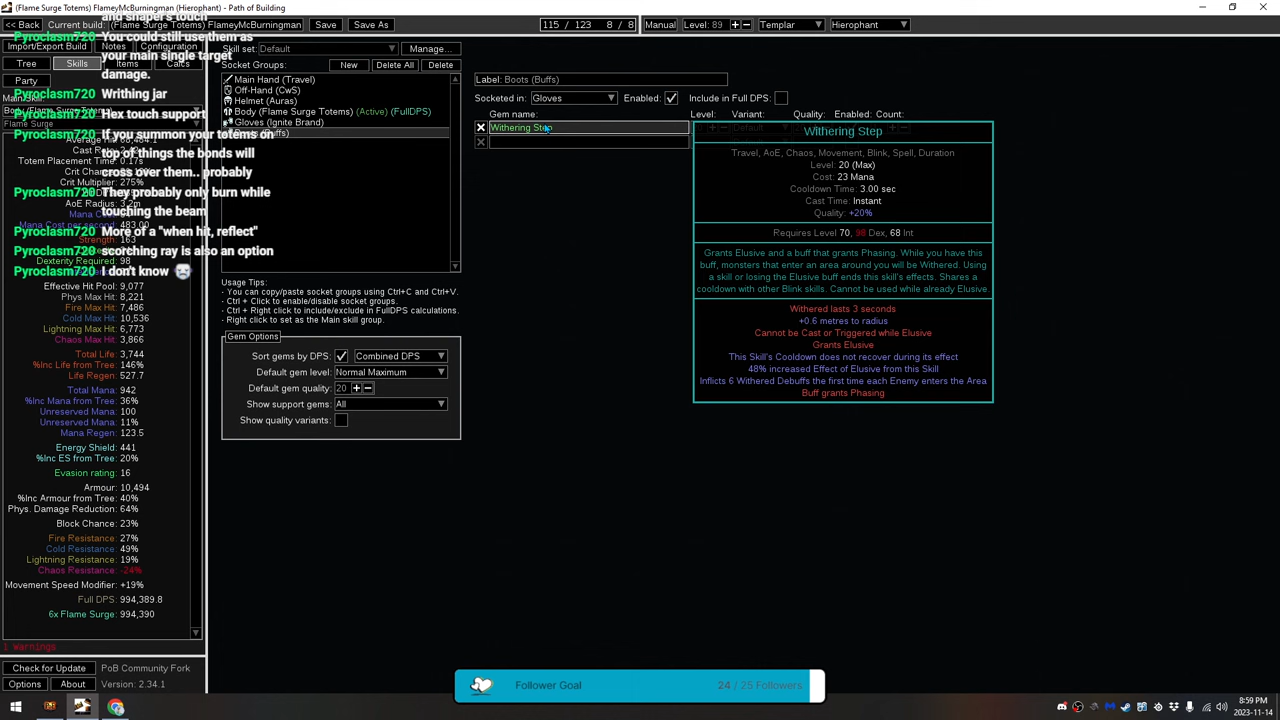 (Flame Surge Totems) FlameyMcBurningman (Hierophant) - Path of Building
<< Back Current build: (Flame Surge Totems) FlameyMcBurningman Save Save As 115 / 123 8 / 8 Manual Level: 89 + - Templar Hierophant
and shaper's touch
Pyroclasm720 You could still use them as
your main single target
damage.
Pyroclasm720 Writhing jar
Pyroclasm720 Hex touch support
Pyroclasm720 If you summon your totems on
top of things the bonds will
cross over them.. probably
Pyroclasm720 They probably only burn while
touching the beam
Pyroclasm720 More of a "when hit, reflect"
Pyroclasm720 scorching ray is also an option
Pyroclasm720 I don't know
Import/Export Build Notes Configuration
Tree Skills Items Calcs
Party
Flame Surge
Totem Placement Time: 0.17s
Crit Multiplier: 275%
AoE Radius: 3.2m
Mana Cost per second: 483.00
Strength: 163
Dexterity Required: 98
Effective Hit Pool: 9,077
Phys Max Hit: 8,221
Fire Max Hit: 7,486
Cold Max Hit: 10,536
Lightning Max Hit: 6,773
Chaos Max Hit: 3,866
Total Life: 3,744
%Inc Life from Tree: 146%
Life Regen: 527.7
Total Mana: 942
%Inc Mana from Tree: 36%
Unreserved Mana: 100
Unreserved Mana: 11%
Mana Regen: 123.5
Energy Shield: 441
%Inc ES from Tree: 20%
Evasion rating: 16
Armour: 10,494
%Inc Armour from Tree: 40%
Phys. Damage Reduction: 64%
Block Chance: 23%
Fire Resistance: 27%
Cold Resistance: 49%
Lightning Resistance: 19%
Chaos Resistance: -24%
Movement Speed Modifier: +19%
Full DPS: 994,389.8
6x Flame Surge: 994,390
1 Warnings
Check for Update PoB Community Fork
Options About Version: 2.34.1
Skill set: Default Manage...
Socket Groups: New Delete All Delete
Main Hand (Travel)
Off-Hand (CwS)
Helmet (Auras)
Body (Flame Surge Totems) (Active) (FullDPS)
Gloves (Ignite Brand)
Usage Tips:
- You can copy/paste socket groups using Ctrl+C and Ctrl+V.
- Ctrl + Click to enable/disable socket groups.
- Ctrl + Right click to include/exclude in FullDPS calculations.
- Right click to set as the Main skill group.
Gem Options
Sort gems by DPS: Combined DPS
Default gem level: Normal Maximum
Default gem quality: 20 + -
Show support gems: All
Show quality variants:
Label: Boots (Buffs)
Socketed in: Gloves Enabled: Include in Full DPS:
Gem name: Level: Variant: Quality: Enabled: Count:
Withering Step
Withering Step
Travel, AoE, Chaos, Movement, Blink, Spell, Duration
Level: 20 (Max)
Cost: 23 Mana
Cooldown Time: 3.00 sec
Cast Time: Instant
Quality: +20%
Requires Level 70, 98 Dex, 68 Int
Grants Elusive and a buff that grants Phasing. While you have this
buff, monsters that enter an area around you will be Withered. Using
a skill or losing the Elusive buff ends this skill's effects. Shares a
cooldown with other Blink skills. Cannot be used while already Elusive.
Withered lasts 3 seconds
+0.6 metres to radius
Cannot be Cast or Triggered while Elusive
Grants Elusive
This Skill's Cooldown does not recover during its effect
48% increased Effect of Elusive from this Skill
Inflicts 6 Withered Debuffs the first time each Enemy enters the Area
Buff grants Phasing
Follower Goal 24 / 25 Followers
8:59 PM
2023-11-14